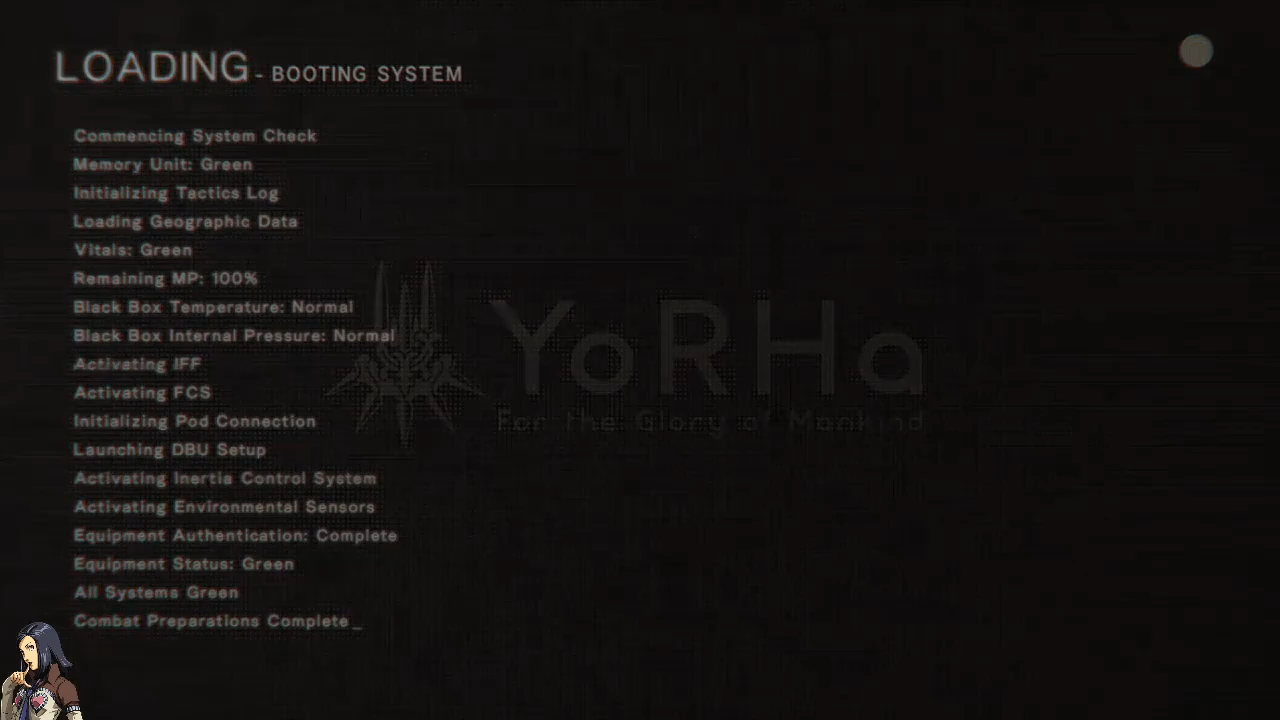 LOADING - BOOTING SYSTEM
Commencing System Check
Memory Unit: Green
Initializing Tactics Log
Loading Geographic Data
Vitals: Green
Remaining MP: 100%
Black Box Temperature: Normal
Black Box Internal Pressure: Normal
Activating IFF
Activating FCS
Initializing Pod Connection
Launching DBU Setup
Activating Inertia Control System
Activating Environmental Sensors
Equipment Authentication: Complete
Equipment Status: Green
All Systems Green
Combat Preparations Complete_
YoRHa
For the Glory of Mankind